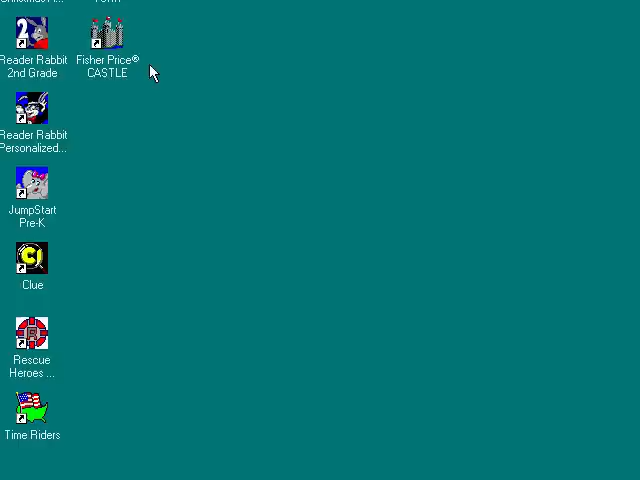 Reader Rabbit
2nd Grade
Fisher Price®
CASTLE
Reader Rabbit
Personalized...
JumpStart
Pre-K
Clue
Rescue
Heroes ...
Time Riders